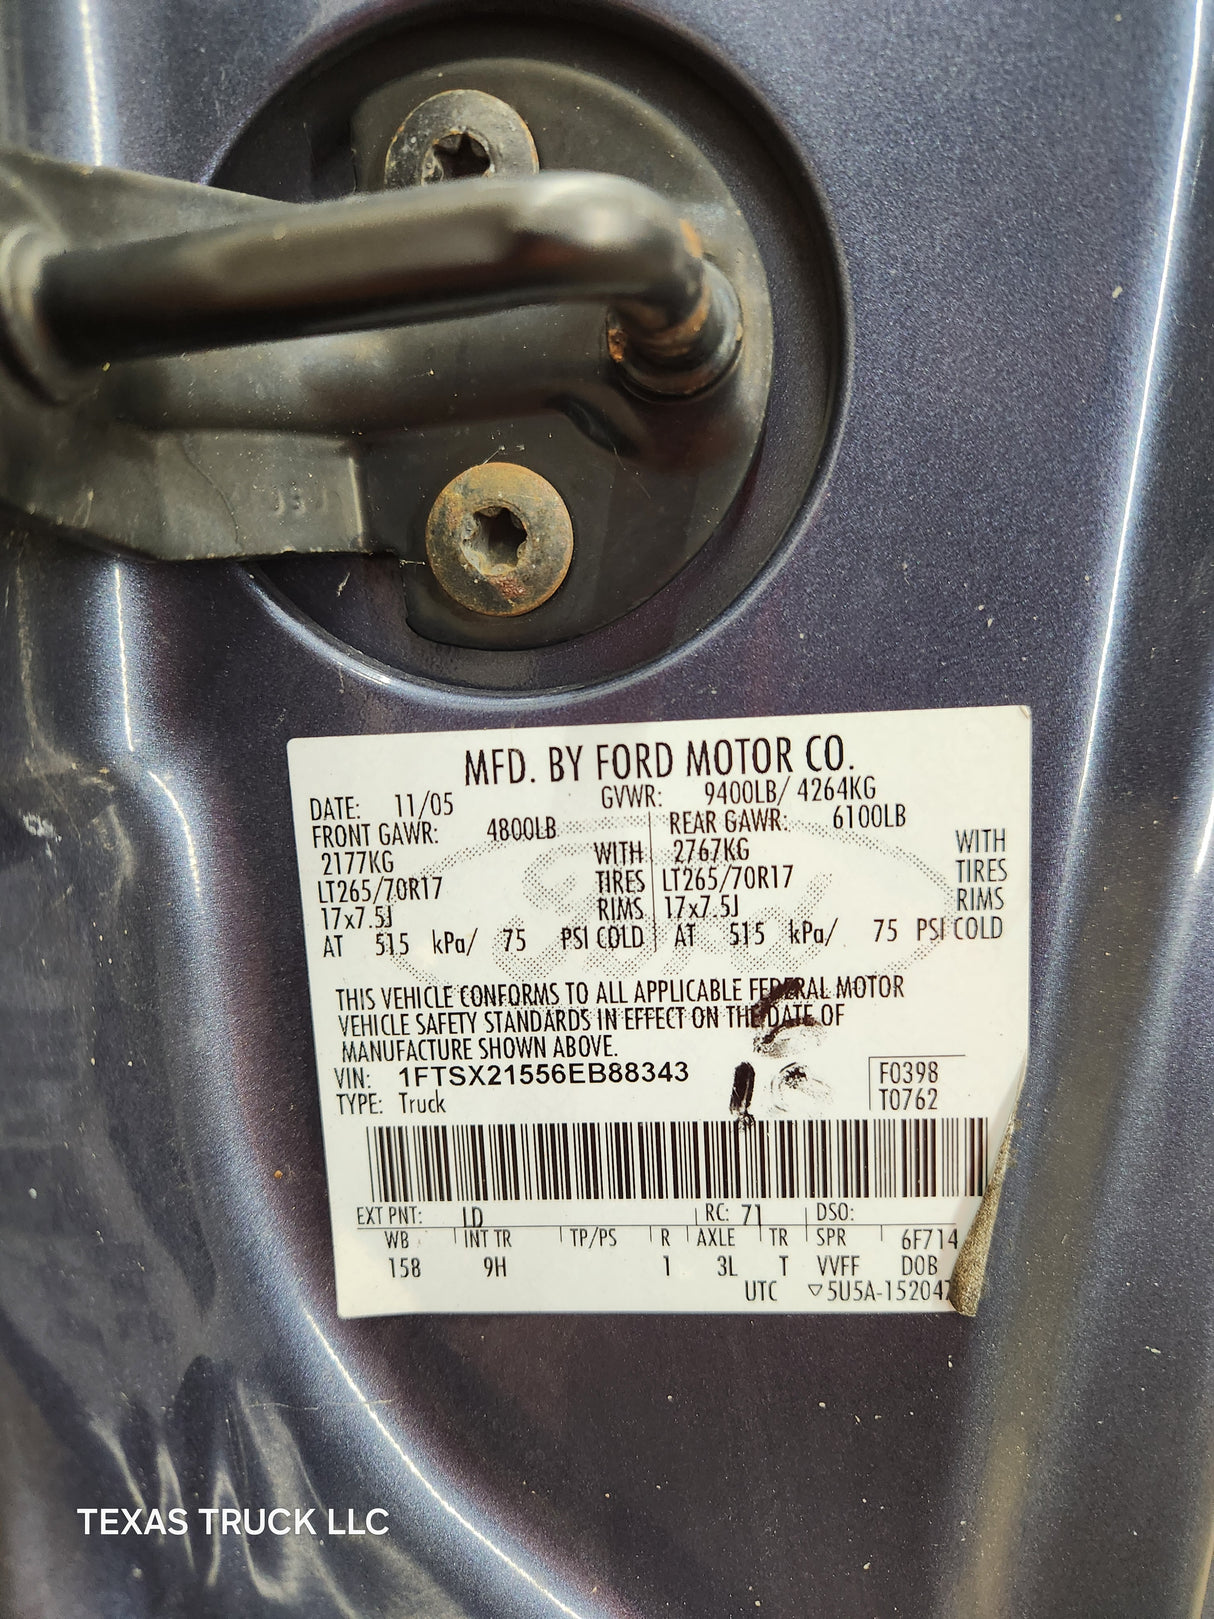 MFD. BY FORD MOTOR CO.
DATE: 11/05 GVWR: 9400LB/ 4264KG
FRONT GAWR: 4800LB REAR GAWR: 6100LB
2177KG WITH 2767KG WITH
LT265/70R17 TIRES LT265/70R17 TIRES
17x7.5J RIMS 17x7.5J RIMS
AT 515 kPa/ 75 PSI COLD AT 515 kPa/ 75 PSI COLD
THIS VEHICLE CONFORMS TO ALL APPLICABLE FEDERAL MOTOR
VEHICLE SAFETY STANDARDS IN EFFECT ON THE DATE OF
MANUFACTURE SHOWN ABOVE.
VIN: 1FTSX21556EB88343 F0398
TYPE: Truck T0762
EXT PNT: LD RC: 71 DSO:
WB INT TR TP/PS R AXLE TR SPR 6F714
158 9H 1 3L T VVFF DOB
UTC ▽5U5A-152047
TEXAS TRUCK LLC